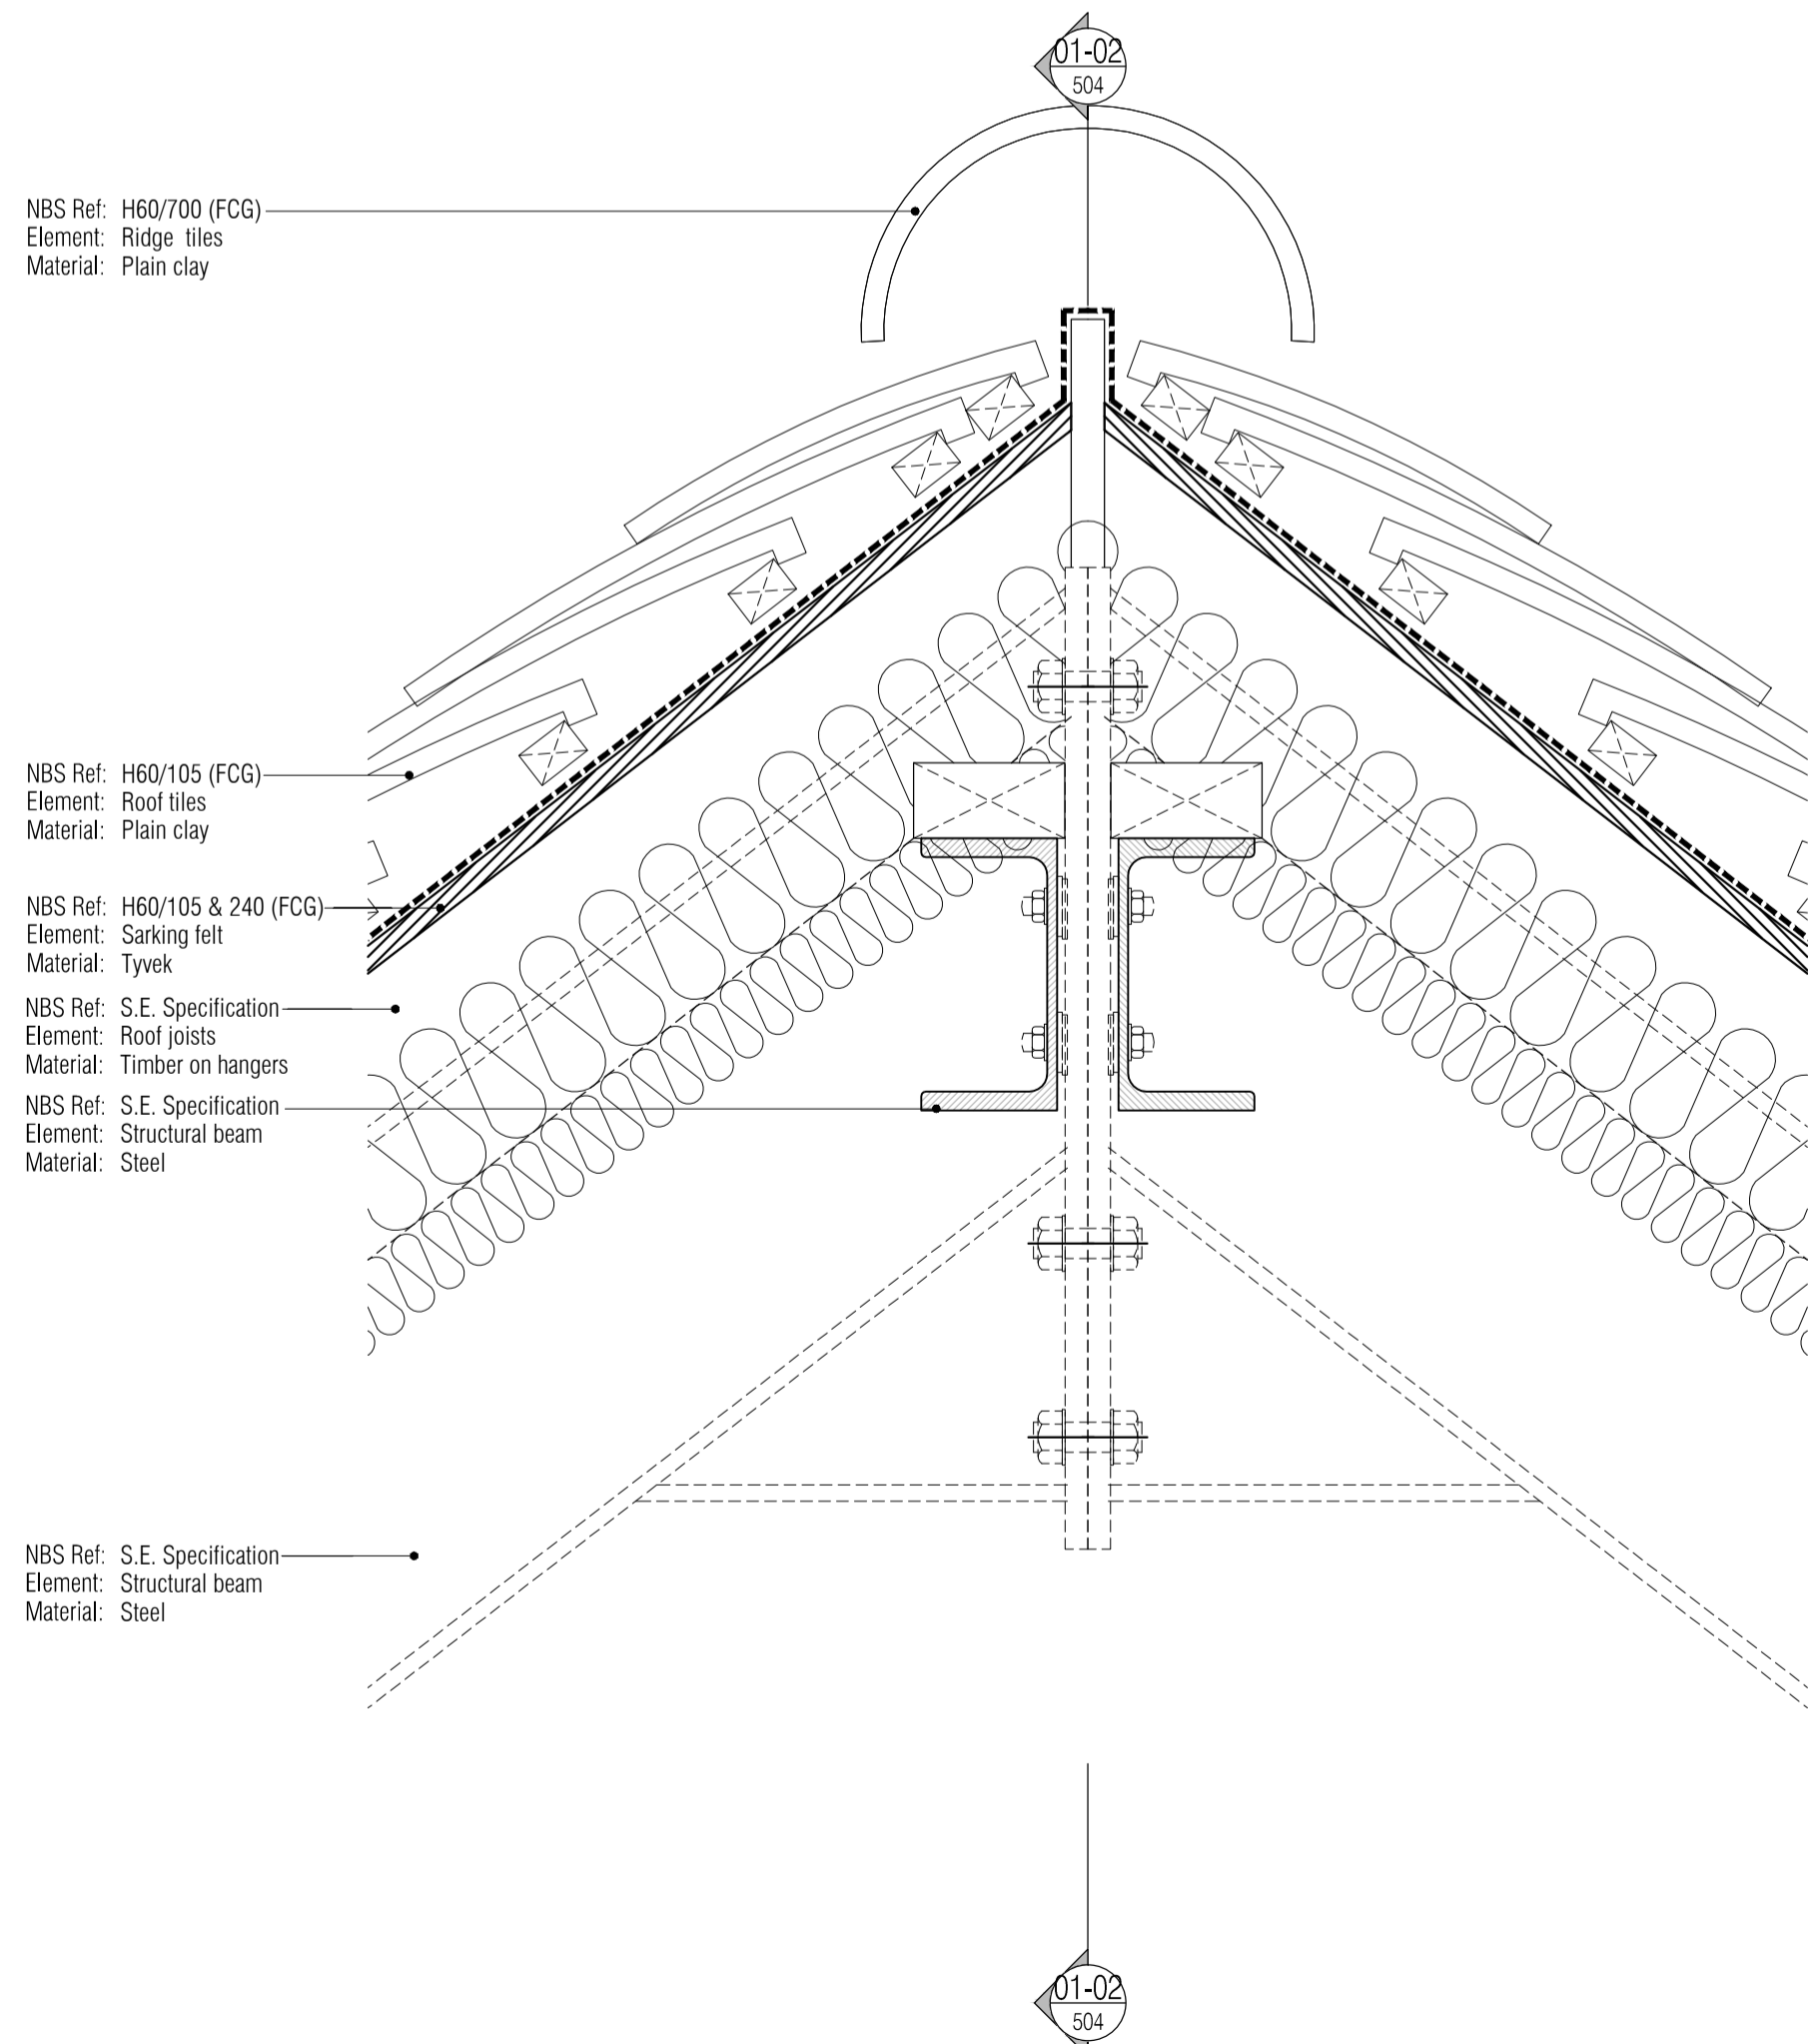 01-02
504
NBS Ref: H60/700 (FCG)
Element: Ridge tiles
Material: Plain clay
NBS Ref: H60/105 (FCG)
Element: Roof tiles
Material: Plain clay
NBS Ref: H60/105 & 240 (FCG)
Element: Sarking felt
Material: Tyvek
NBS Ref: S.E. Specification
Element: Roof joists
Material: Timber on hangers
NBS Ref: S.E. Specification
Element: Structural beam
Material: Steel
NBS Ref: S.E. Specification
Element: Structural beam
Material: Steel
01-02
504